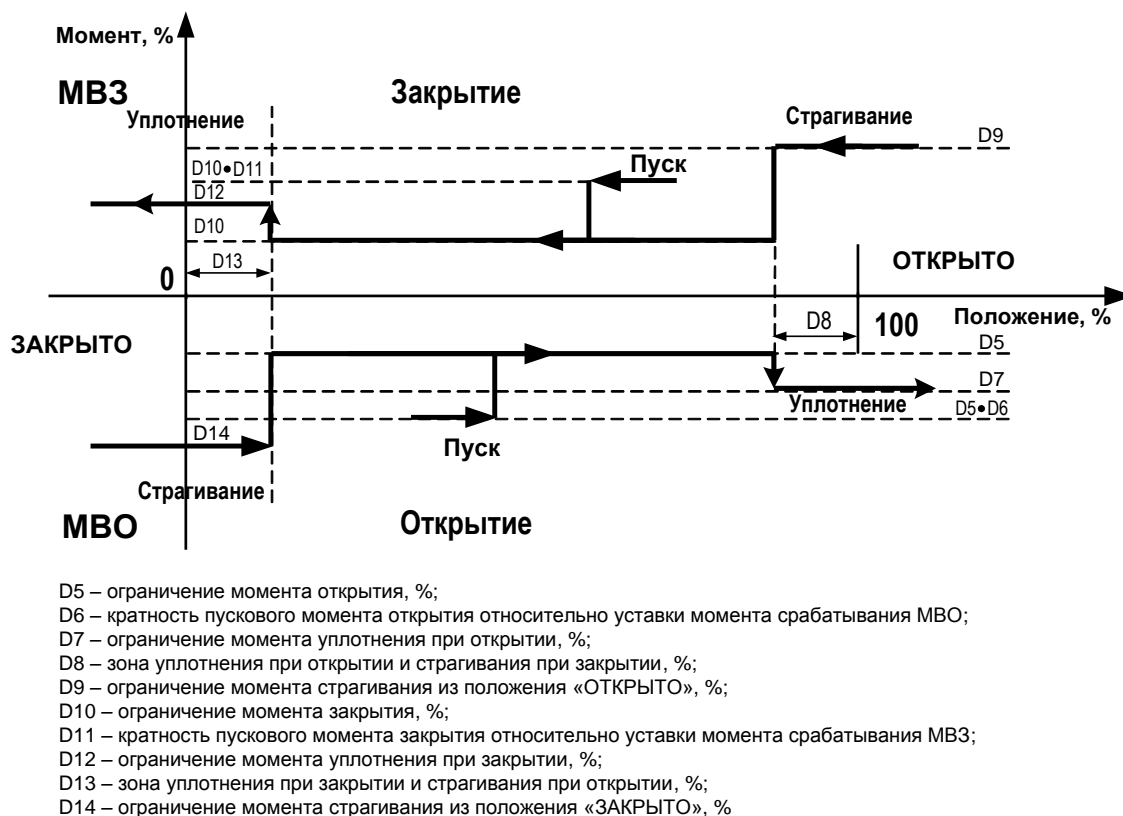 Момент, %
МВЗ
Закрытие
Уплотнение
Страгивание
D9
D10•D11
Пуск
D12
D10
D13
0
ОТКРЫТО
Положение, %
ЗАКРЫТО
D8
100
D5
D7
Уплотнение
D5•D6
D14
Пуск
Страгивание
МВО
Открытие
D5 – ограничение момента открытия, %;
D6 – кратность пускового момента открытия относительно уставки момента срабатывания МВО;
D7 – ограничение момента уплотнения при открытии, %;
D8 – зона уплотнения при открытии и страгивания при закрытии, %;
D9 – ограничение момента страгивания из положения «ОТКРЫТО», %;
D10 – ограничение момента закрытия, %;
D11 – кратность пускового момента закрытия относительно уставки момента срабатывания МВЗ;
D12 – ограничение момента уплотнения при закрытии, %;
D13 – зона уплотнения при закрытии и страгивания при открытии, %;
D14 – ограничение момента страгивания из положения «ЗАКРЫТО», %